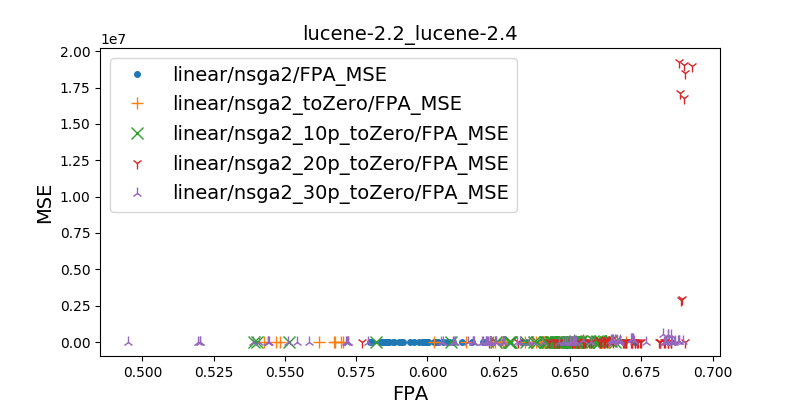 lucene-2.2_lucene-2.4
1e7
2.00
1.75
1.50
1.25
1.00
0.75
0.50
0.25
0.00
MSE
linear/nsga2/FPA_MSE
linear/nsga2_toZero/FPA_MSE
linear/nsga2_10p_toZero/FPA_MSE
linear/nsga2_20p_toZero/FPA_MSE
linear/nsga2_30p_toZero/FPA_MSE
0.500 0.525 0.550 0.575 0.600 0.625 0.650 0.675 0.700
FPA